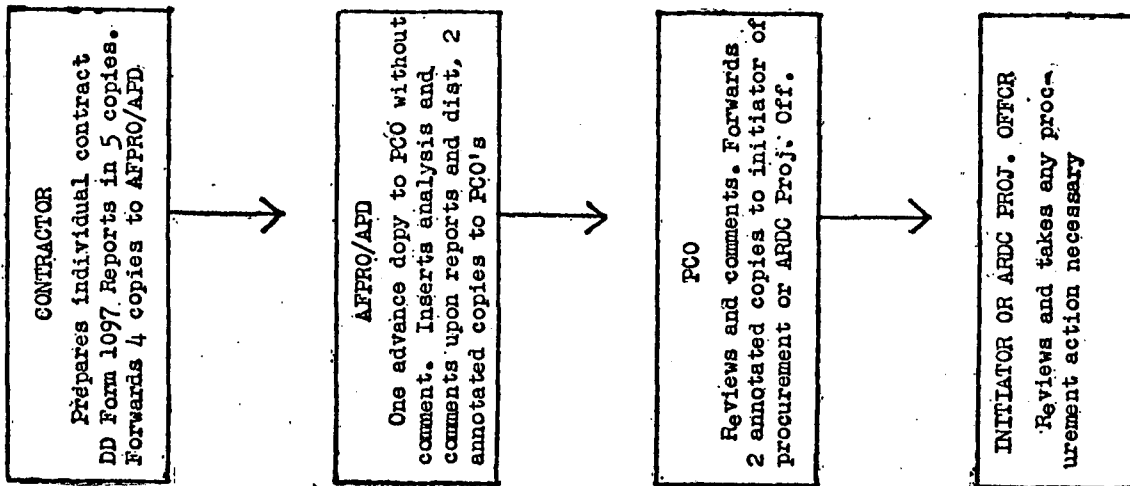 CONTRACTOR
Prepares individual contract
DD Form 1097 Reports in 5 copies.
Forwards 4 copies to AFPRO/APD.
AFPRO/APD
One advance dopy to PCO without
comment. Inserts analysis and
comments upon reports and dist, 2
annotated copies to PCO's
PCO
Reviews and comments. Forwards
2 annotated copies to initiator of
procurement or ARDC Proj. Off.
INITIATOR OR ARDC PROJ. OFFCR
Reviews and takes any proc-
urement action necessary